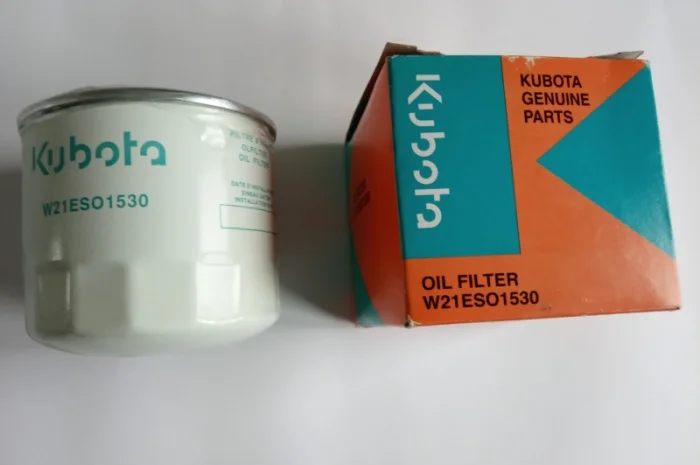 Kubota
W21ESO1530
OIL FILTER
Kubota
KUBOTA
GENUINE
PARTS
OIL FILTER
W21ESO1530